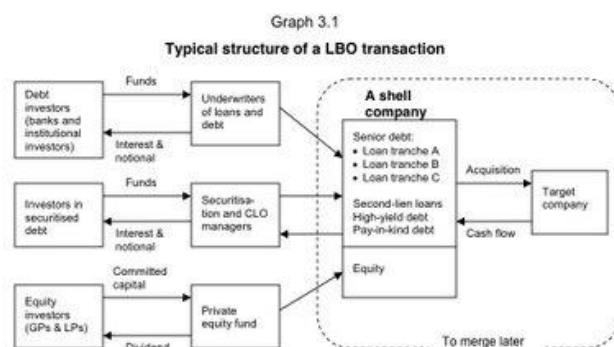 Graph 3.1
Typical structure of a LBO transaction
Funds
Debt
investors
(banks and
institutional
investors)
Underwriters
of loans and
debt
Interest &
notional
Funds
Investors in
securitised
debt
Securitisa-
tion and CLO
managers
Interest &
notional
Committed
capital
Equity
investors
(GPs & LPs)
Private
equity fund
Dividend
A shell
company
Senior debt:
• Loan tranche A
• Loan tranche B
• Loan tranche C
Second-lien loans
High-yield debt
Pay-in-kind debt
Equity
Acquisition
Cash flow
Target
company
To merge later